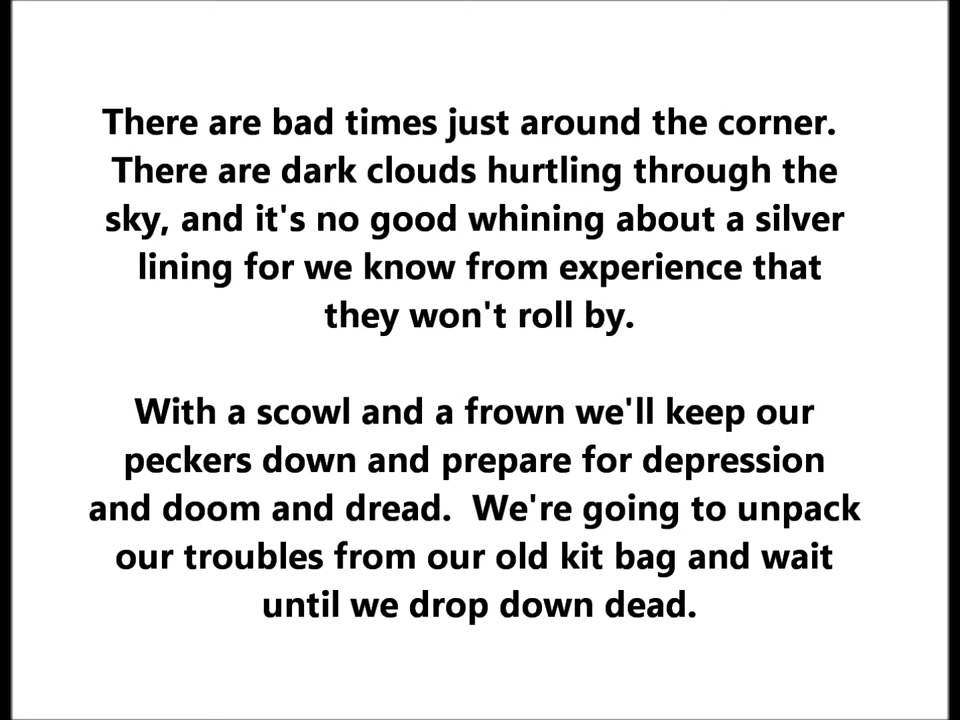 There are bad times just around the corner.
There are dark clouds hurtling through the
sky, and it's no good whining about a silver
lining for we know from experience that
they won't roll by.
With a scowl and a frown we'll keep our
peckers down and prepare for depression
and doom and dread.  We're going to unpack
our troubles from our old kit bag and wait
until we drop down dead.